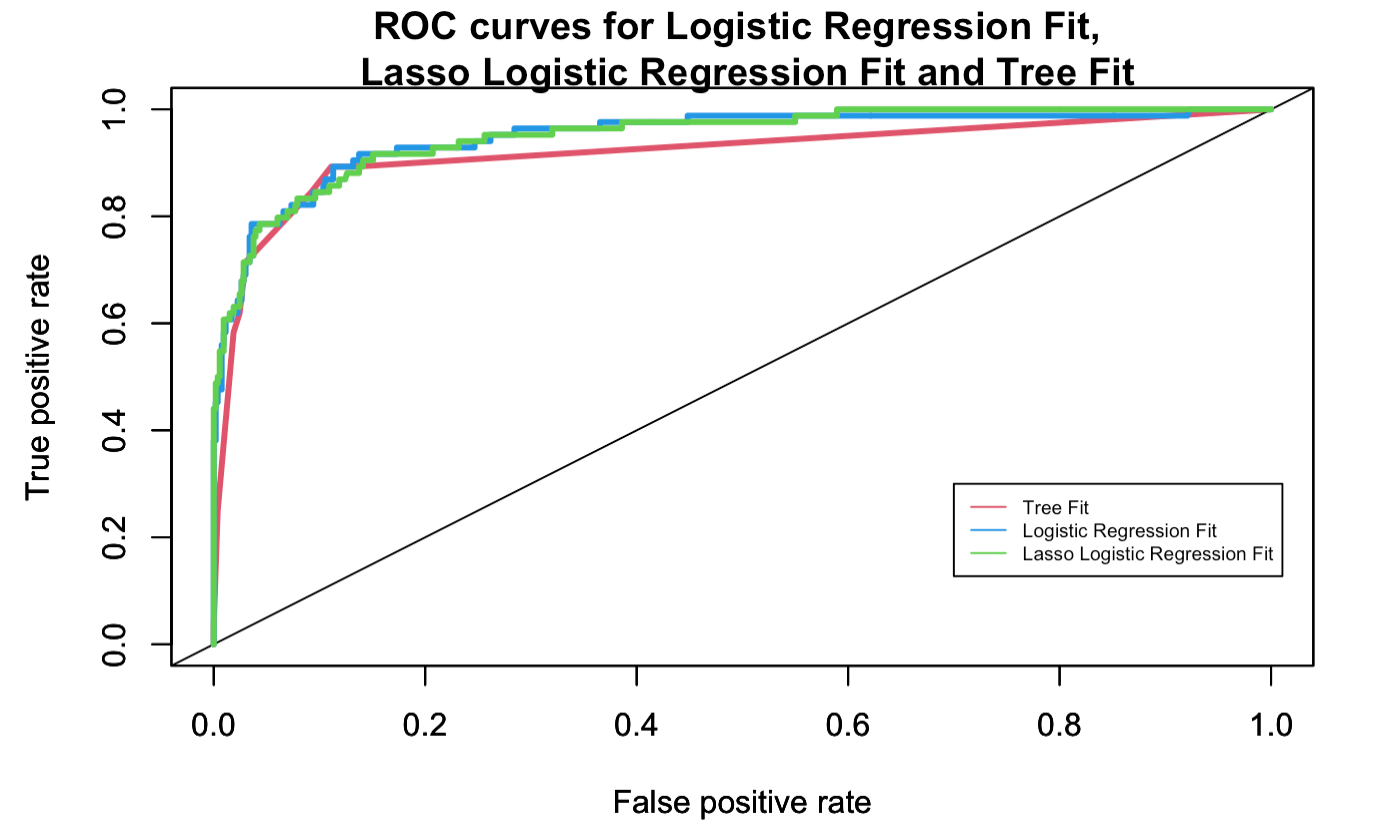 ROC curves for Logistic Regression Fit,
Lasso Logistic Regression Fit and Tree Fit
True positive rate
1.0
0.8
0.6
0.4
0.2
0.0
Tree Fit
Logistic Regression Fit
Lasso Logistic Regression Fit
0.0 0.2 0.4 0.6 0.8 1.0
False positive rate